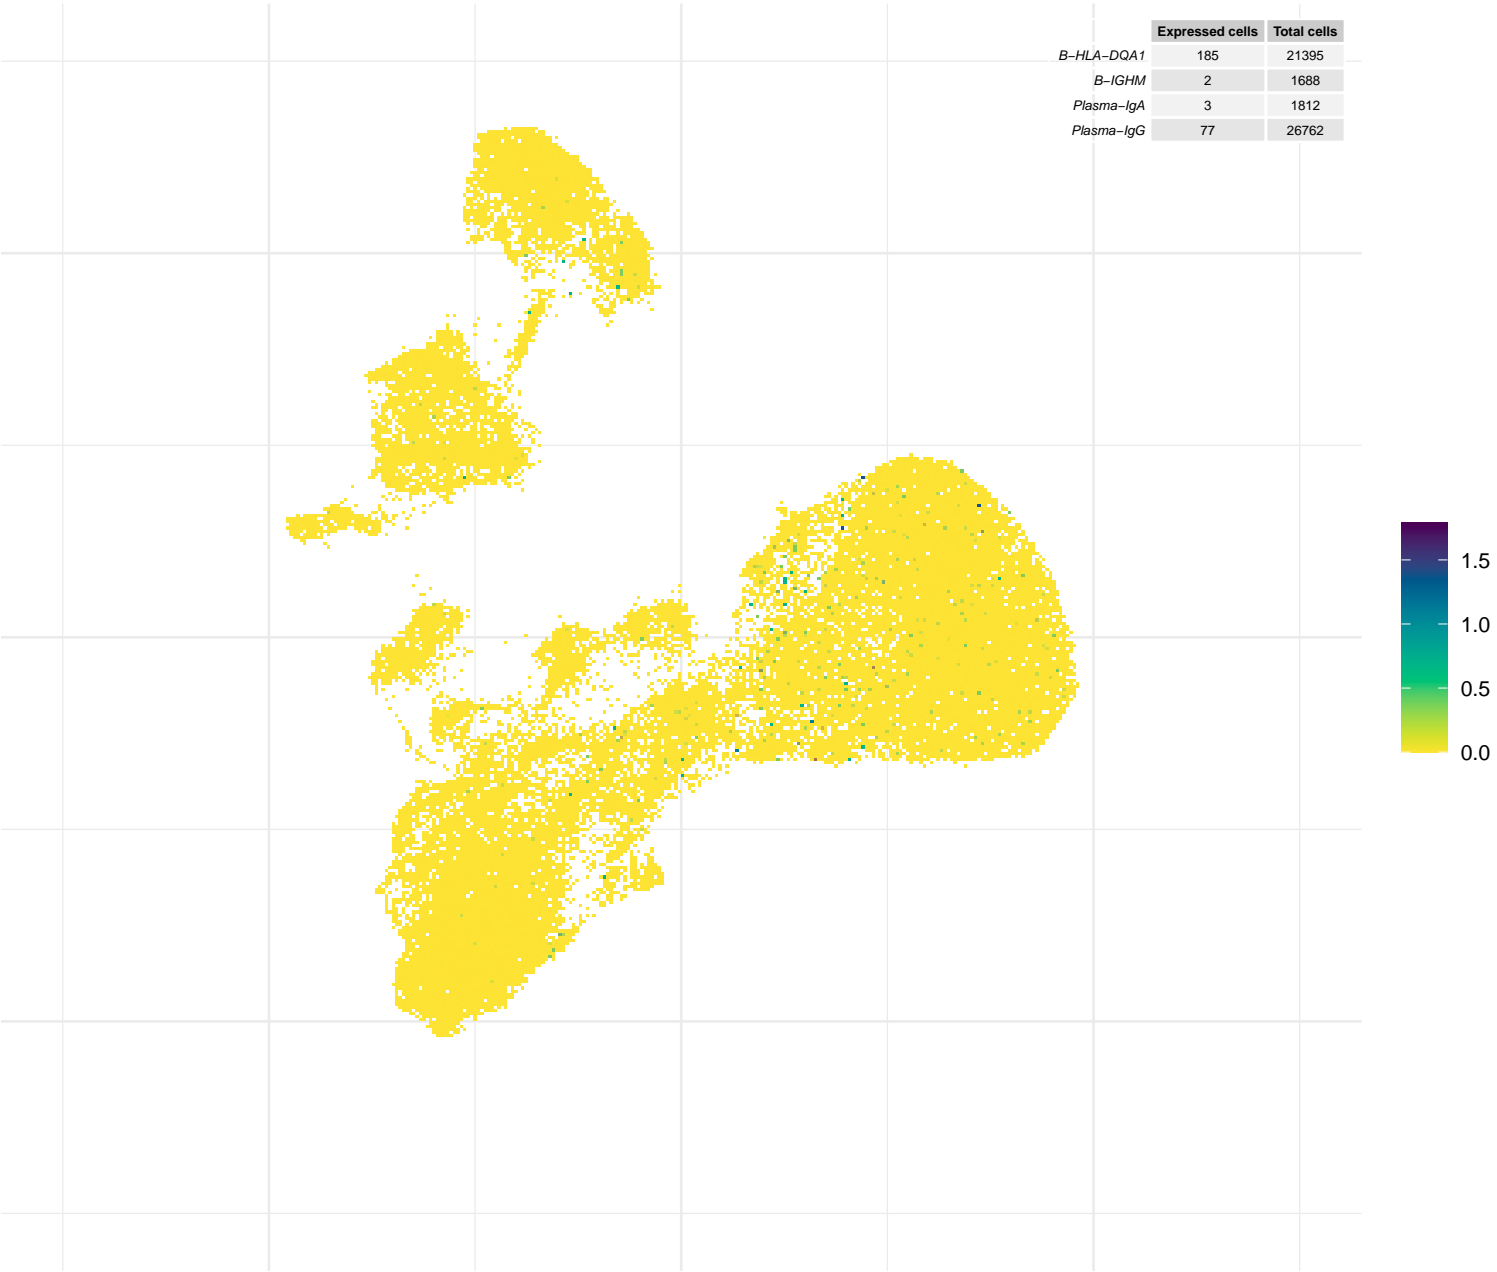 Expressed cells Total cells
B−HLA−DQA1 185 21395
B−IGHM 2 1688
Plasma−IgA 3 1812
Plasma−IgG 77 26762
1.5
1.0
0.5
0.0